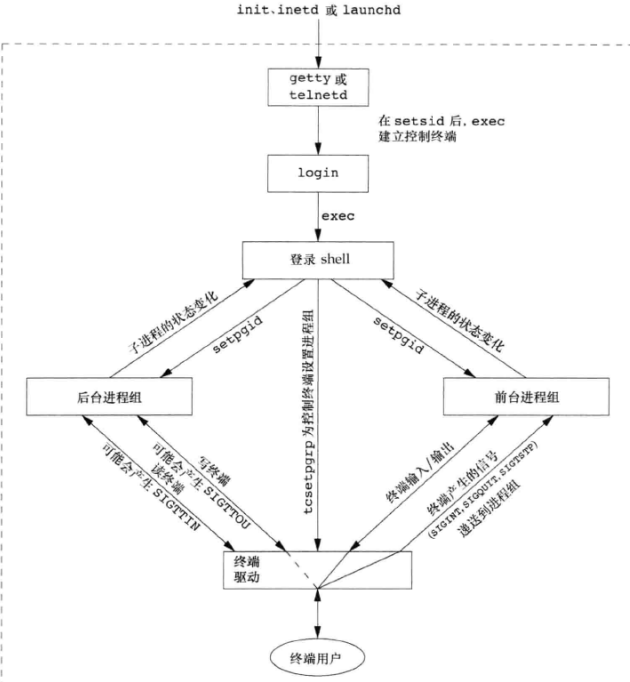 init、inetd 或 launchd
getty 或
telnetd
在 setsid 后，exec
建立控制终端
login
exec
登录 shell
子进程的状态变化
setpgid
tcsetpgrp 为控制终端设置进程组
setpgid
子进程的状态变化
后台进程组
前台进程组
写终端
可能会产生 SIGTTOU
读终端
可能会产生 SIGTTIN
终端输入/输出
终端产生的信号
(SIGINT,SIGQUIT,SIGTSTP)
递送到进程组
终端
驱动
终端用户